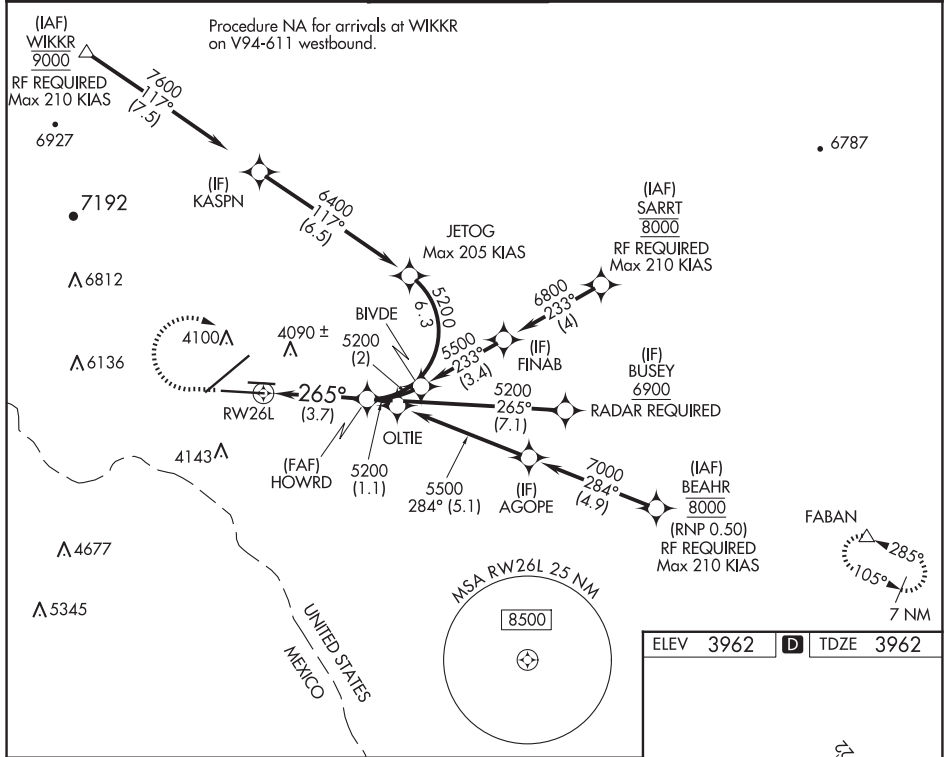 Procedure NA for arrivals at WIKKR
on V94-611 westbound.
(IAF)
WIKKR
9000
RF REQUIRED
Max 210 KIAS
7600
117°
(7.5)
6927
6787
(IF)
KASPN
7192
6400
117°
(6.5)
(IAF)
SARRT
8000
RF REQUIRED
Max 210 KIAS
JETOG
Max 205 KIAS
6812
5200
6.3
6800
233°
(4)
BIVDE
4100
4090 ±
5200
(2)
5500
233°
(3.4)
(IF)
FINAB
6136
(IF)
BUSEY
6900
RADAR REQUIRED
265°
(3.7)
5200
265°
(7.1)
RW26L
OLTIE
4143
(FAF)
HOWRD
5200
(1.1)
5500
284° (5.1)
(IF)
AGOPE
7000
284°
(4.9)
(IAF)
BEAHR
8000
(RNP 0.50)
RF REQUIRED
Max 210 KIAS
FABAN
285°
105°
7 NM
4677
5345
MSA RW26L 25 NM
8500
UNITED STATES
MEXICO
ELEV 3962 D TDZE 3962
22